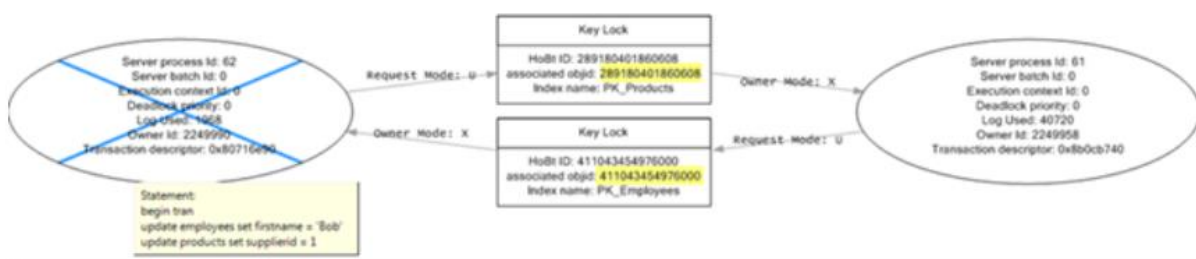 Server process Id: 62
Server batch Id: 0
Execution context Id: 0
Deadlock priority: 0
Log Used: 1968
Owner Id: 2249990
Transaction descriptor: 0x80716e90
Statement:
begin tran
update employees set firstname = 'Bob'
update products set supplierid = 1
Request Mode: U
Owner Mode: X
Key Lock
HoBt ID: 289180401860608
associated objid: 289180401860608
Index name: PK_Products
Key Lock
HoBt ID: 411043454976000
associated objid: 411043454976000
Index name: PK_Employees
Owner Mode: X
Request Mode: U
Server process Id: 61
Server batch Id: 0
Execution context Id: 0
Deadlock priority: 0
Log Used: 40720
Owner Id: 2249958
Transaction descriptor: 0x8b0cb740